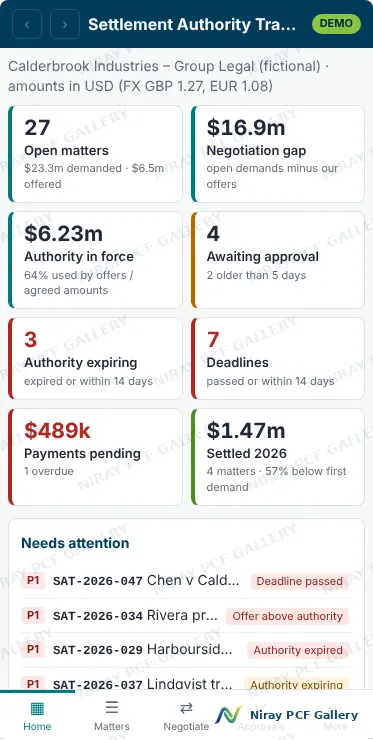 Settlement Authority Tra...
DEMO
Calderbrook Industries – Group Legal (fictional) ·
amounts in USD (FX GBP 1.27, EUR 1.08)
27
Open matters
$23.3m demanded · $6.5m
offered
$16.9m
Negotiation gap
open demands minus our
offers
$6.23m
Authority in force
64% used by offers /
agreed amounts
4
Awaiting approval
2 older than 5 days
3
Authority expiring
expired or within 14 days
7
Deadlines
passed or within 14 days
$489k
Payments pending
1 overdue
$1.47m
Settled 2026
4 matters · 57% below first
demand
Needs attention
P1 SAT-2026-047 Chen v Cald... Deadline passed
P1 SAT-2026-034 Rivera pr... Offer above authority
P1 SAT-2026-029 Harboursid... Authority expired
P1 SAT-2026-037 Lindqvist tr... Authority expiring
Home
Matters
Negotiate
Approvals
More
Niray PCF Gallery
NIRAY PCF GALLERY